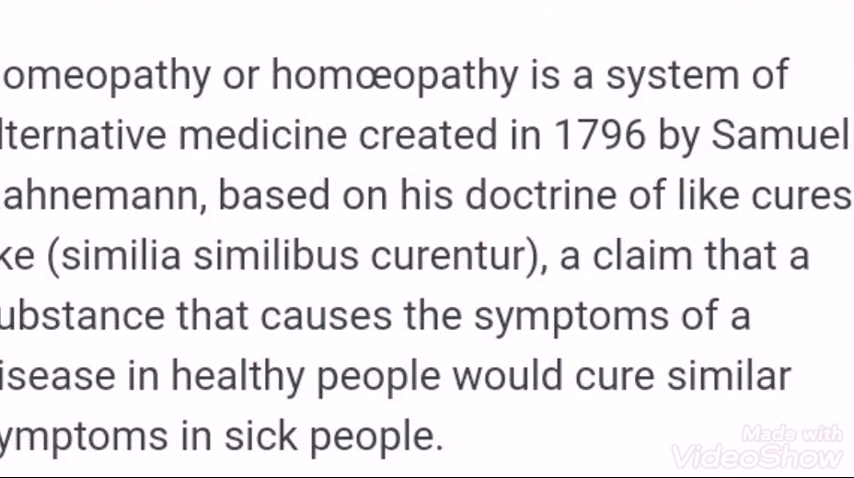 omeopathy or homœopathy is a system of
lternative medicine created in 1796 by Samuel
ahnemann, based on his doctrine of like cures
ke (similia similibus curentur), a claim that a
ubstance that causes the symptoms of a
isease in healthy people would cure similar
ymptoms in sick people.
Made with
VideoShow